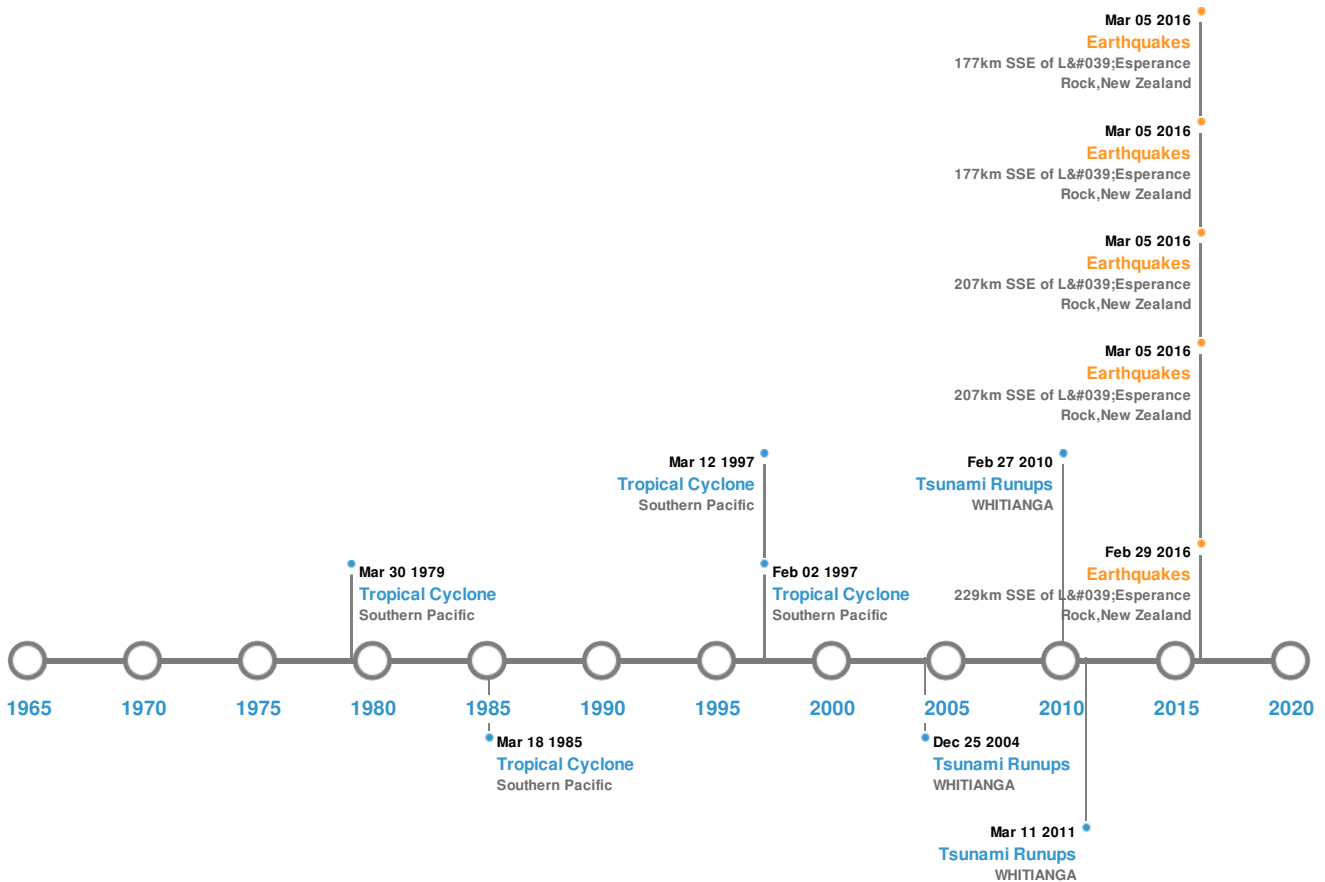 Mar 05 2016
Earthquakes
177km SSE of L&#039;Esperance
Rock,New Zealand
Mar 05 2016
Earthquakes
177km SSE of L&#039;Esperance
Rock,New Zealand
Mar 05 2016
Earthquakes
207km SSE of L&#039;Esperance
Rock,New Zealand
Mar 05 2016
Earthquakes
207km SSE of L&#039;Esperance
Rock,New Zealand
Mar 12 1997
Tropical Cyclone
Southern Pacific
Feb 27 2010
Tsunami Runups
WHITIANGA
Mar 30 1979
Tropical Cyclone
Southern Pacific
Feb 02 1997
Tropical Cyclone
Southern Pacific
Feb 29 2016
Earthquakes
229km SSE of L&#039;Esperance
Rock,New Zealand
1965 1970 1975 1980 1985 1990 1995 2000 2005 2010 2015 2020
Mar 18 1985
Tropical Cyclone
Southern Pacific
Dec 25 2004
Tsunami Runups
WHITIANGA
Mar 11 2011
Tsunami Runups
WHITIANGA